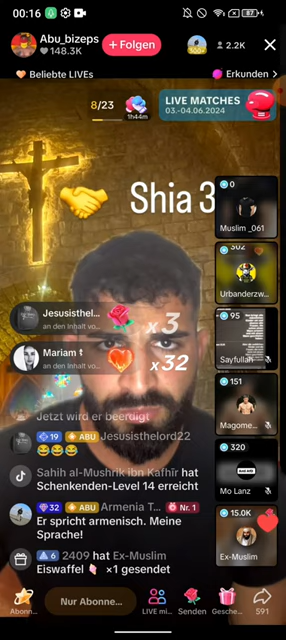 00:16
87
Abu_bizeps
148.3K
+ Folgen
2.2K
Beliebte LIVEs
Erkunden >
8/23
1h44m
LIVE MATCHES
03.-04.06.2024
Shia 3
0
Muslim _061
302
Urbanderzw...
95
Sayfullah
151
Magome...
320
Mo Lanz
15.0K
Ex-Muslim
Jesusisthel...
an den Inhalt vo...
x3
Mariam
an den Inhalt vo...
x32
Jetzt wird er beerdigt
19 ABU Jesusisthelord22
Sahih al-Mushrik ibn Kafhir hat
Schenkenden-Level 14 erreicht
32 ABU Armenia T... Nr. 1
Er spricht armenisch. Meine
Sprache!
6 2409 hat Ex-Muslim
Eiswaffel x1 gesendet
Abonn...
Nur Abonne...
LIVE mi...
Senden
Gesche...
591